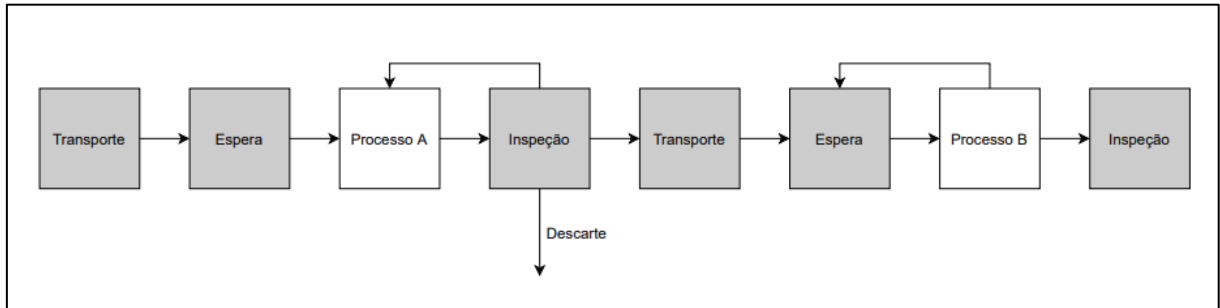 Transporte
Espera
Processo A
Inspeção
Transporte
Espera
Processo B
Inspeção
Descarte